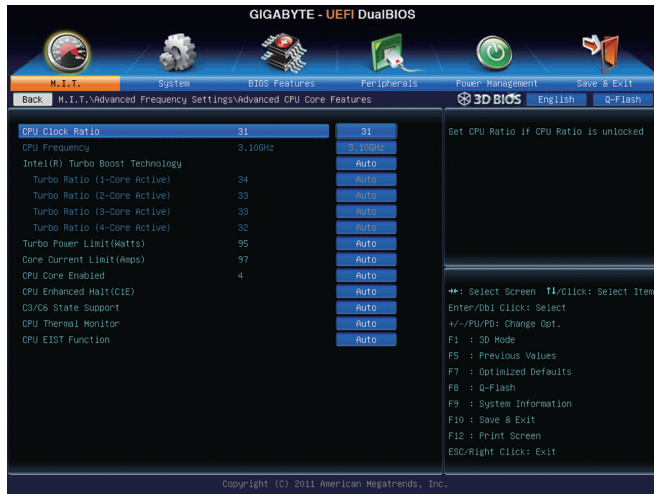 GIGABYTE - UEFI DualBIOS
M.I.T. System BIOS Features Peripherals Power Management Save & Exit
Back M.I.T.\Advanced Frequency Settings\Advanced CPU Core Features 3D BIOS English Q-Flash
CPU Clock Ratio 31 31
CPU Frequency 3.10GHz 3.10GHz
Intel(R) Turbo Boost Technology Auto
Turbo Ratio (1-Core Active) 34 Auto
Turbo Ratio (2-Core Active) 33 Auto
Turbo Ratio (3-Core Active) 33 Auto
Turbo Ratio (4-Core Active) 32 Auto
Turbo Power Limit(Watts) 95 Auto
Core Current Limit(Amps) 97 Auto
CPU Core Enabled 4 Auto
CPU Enhanced Halt(C1E) Auto
C3/C6 State Support Auto
CPU Thermal Monitor Auto
CPU EIST Function Auto
Set CPU Ratio if CPU Ratio is unlocked
→←: Select Screen ↑↓/Click: Select Item
Enter/Dbl Click: Select
+/-/PU/PD: Change Opt.
F1 : 3D Mode
F5 : Previous Values
F7 : Optimized Defaults
F8 : Q-Flash
F9 : System Information
F10 : Save & Exit
F12 : Print Screen
ESC/Right Click: Exit
Copyright (C) 2011 American Megatrends, Inc.